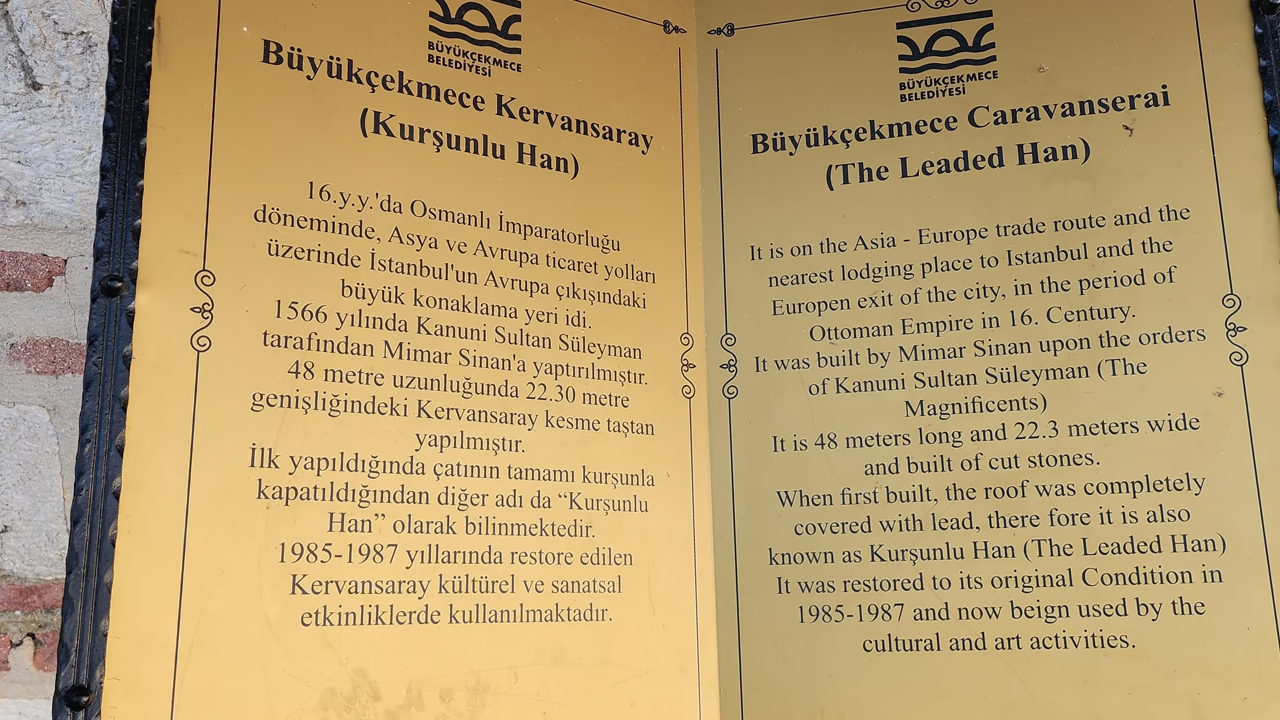 BÜYÜKÇEKMECE
BELEDİYESİ
Büyükçekmece Kervansaray
(Kurşunlu Han)
16.y.y.'da Osmanlı İmparatorluğu
döneminde, Asya ve Avrupa ticaret yolları
üzerinde İstanbul'un Avrupa çıkışındaki
büyük konaklama yeri idi.
1566 yılında Kanuni Sultan Süleyman
tarafından Mimar Sinan'a yaptırılmıştır.
48 metre uzunluğunda 22.30 metre
genişliğindeki Kervansaray kesme taştan
yapılmıştır.
İlk yapıldığında çatının tamamı kurşunla
kapatıldığından diğer adı da “Kurşunlu
Han” olarak bilinmektedir.
1985-1987 yıllarında restore edilen
Kervansaray kültürel ve sanatsal
etkinliklerde kullanılmaktadır.
BÜYÜKÇEKMECE
BELEDİYESİ
Büyükçekmece Caravanserai
(The Leaded Han)
It is on the Asia - Europe trade route and the
nearest lodging place to Istanbul and the
Europen exit of the city, in the period of
Ottoman Empire in 16. Century.
It was built by Mimar Sinan upon the orders
of Kanuni Sultan Süleyman (The
Magnificents)
It is 48 meters long and 22.3 meters wide
and built of cut stones.
When first built, the roof was completely
covered with lead, there fore it is also
known as Kurşunlu Han (The Leaded Han)
It was restored to its original Condition in
1985-1987 and now beign used by the
cultural and art activities.